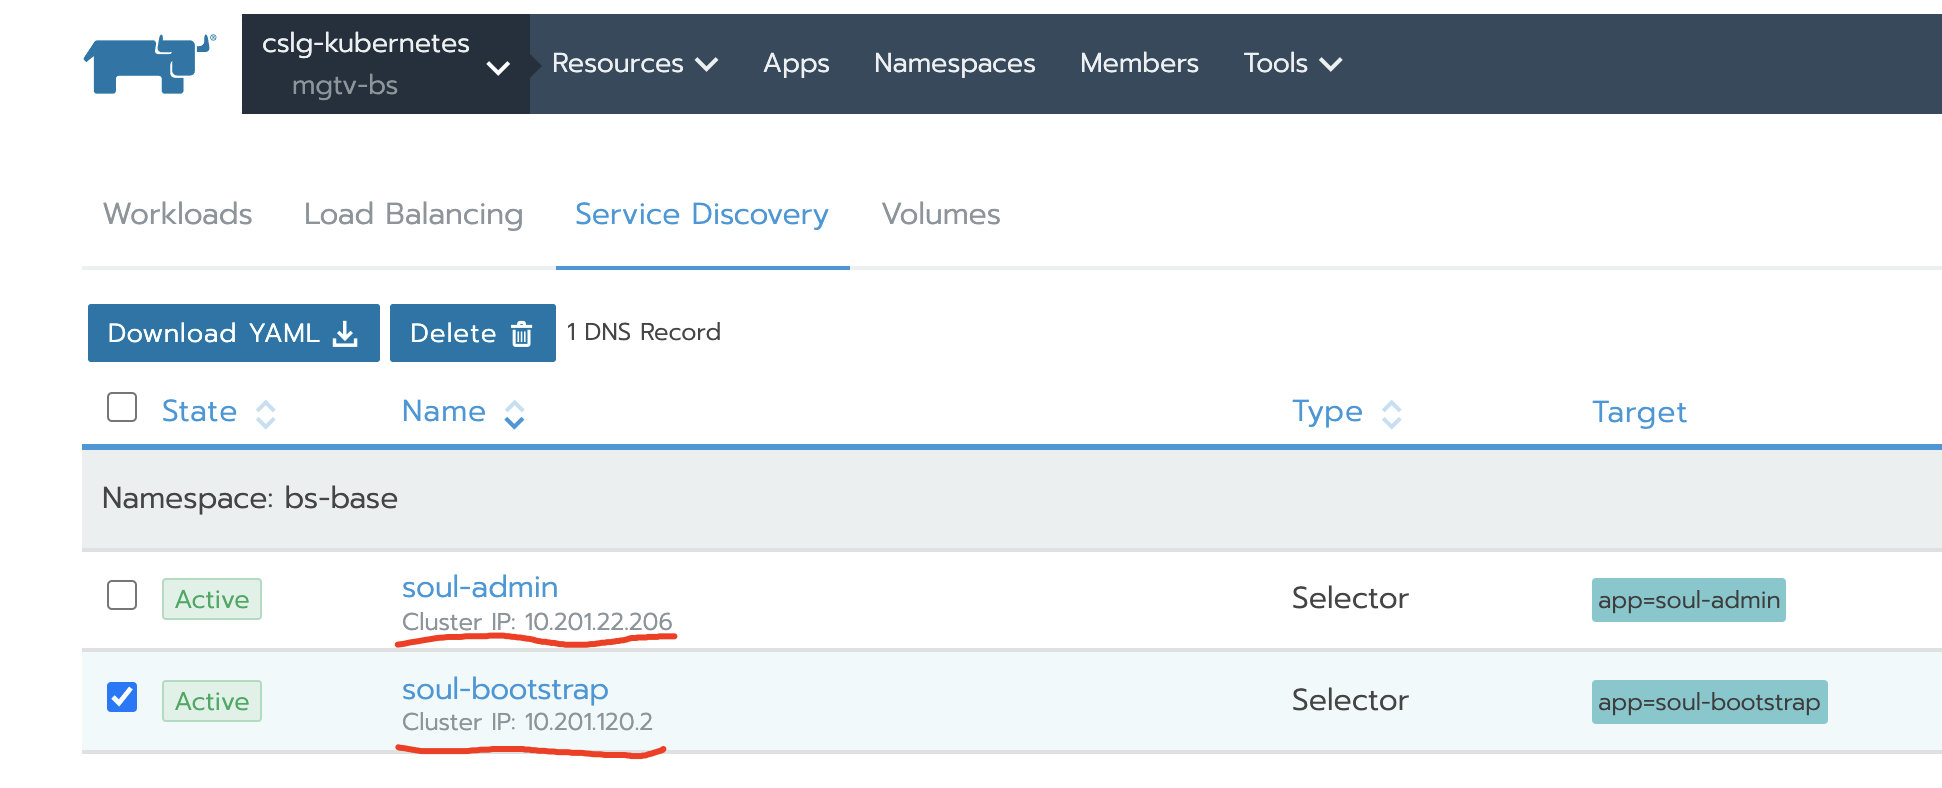 cslg-kubernetes
mgtv-bs
Resources Apps Namespaces Members Tools
Workloads Load Balancing Service Discovery Volumes
Download YAML Delete 1 DNS Record
State Name Type Target
Namespace: bs-base
Active soul-admin Selector app=soul-admin
Cluster IP: 10.201.22.206
Active soul-bootstrap Selector app=soul-bootstrap
Cluster IP: 10.201.120.2